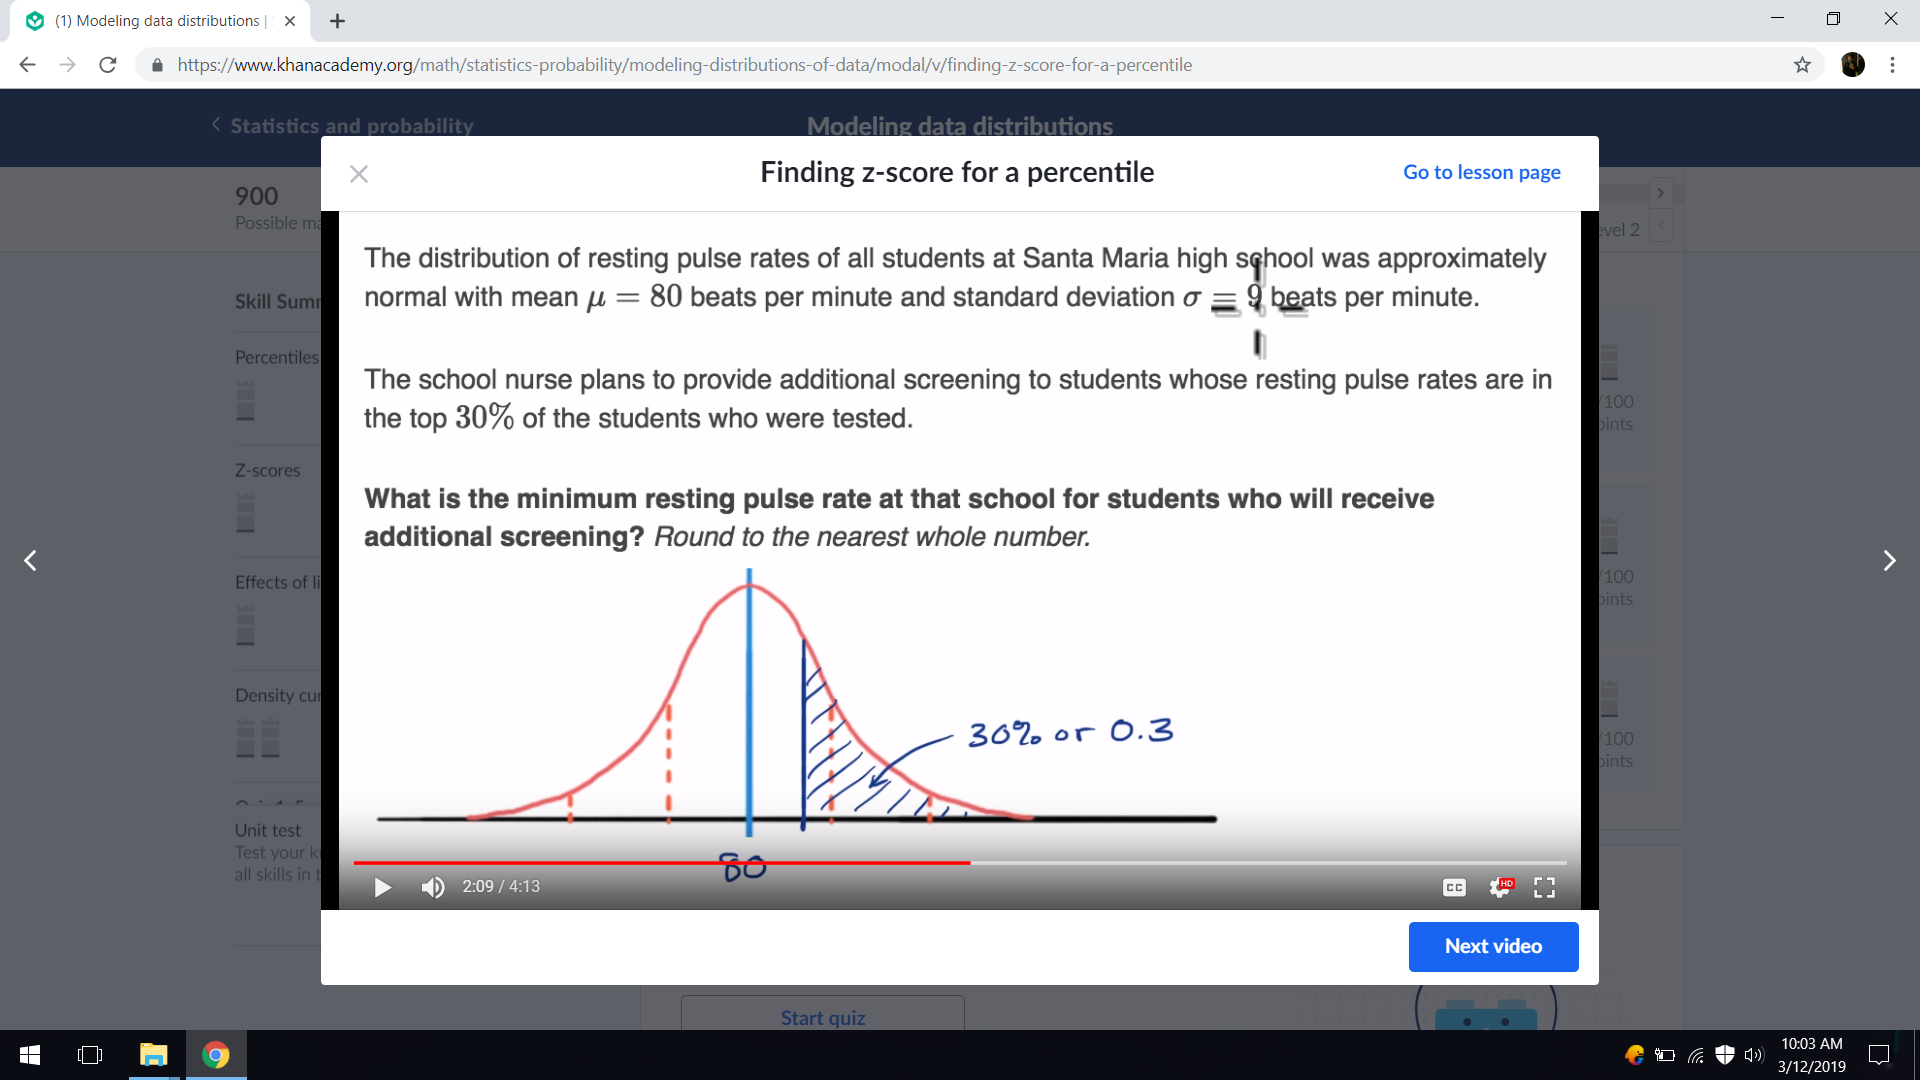 (1) Modeling data distributions |
https://www.khanacademy.org/math/statistics-probability/modeling-distributions-of-data/modal/v/finding-z-score-for-a-percentile
Statistics and probability
Modeling data distributions
900
Possible ma
Level 2
Skill Summ
Percentiles
Z-scores
Effects of li
Density cur
Unit test
Test your k
all skills in t
/100
points
/100
points
/100
points
Finding z-score for a percentile
Go to lesson page
The distribution of resting pulse rates of all students at Santa Maria high school was approximately
normal with mean μ = 80 beats per minute and standard deviation σ = 9 beats per minute.
The school nurse plans to provide additional screening to students whose resting pulse rates are in
the top 30% of the students who were tested.
What is the minimum resting pulse rate at that school for students who will receive
additional screening? Round to the nearest whole number.
30% or 0.3
80
2:09 / 4:13
CC
HD
Next video
Start quiz
10:03 AM
3/12/2019